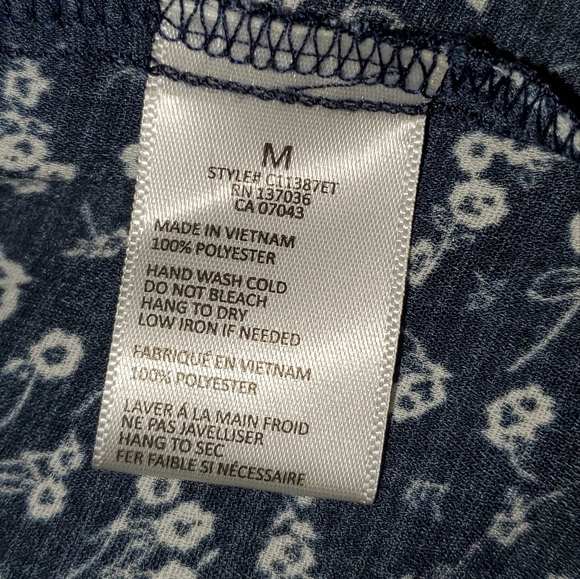 M
STYLE# C11387ET
RN 137036
CA 07043
MADE IN VIETNAM
100% POLYESTER
HAND WASH COLD
DO NOT BLEACH
HANG TO DRY
LOW IRON IF NEEDED
FABRIQUÉ EN VIETNAM
100% POLYESTER
LAVER Á LA MAIN FROID
NE PAS JAVELLISER
HANG TO SEC
FER FAIBLE SI NÉCESSAIRE